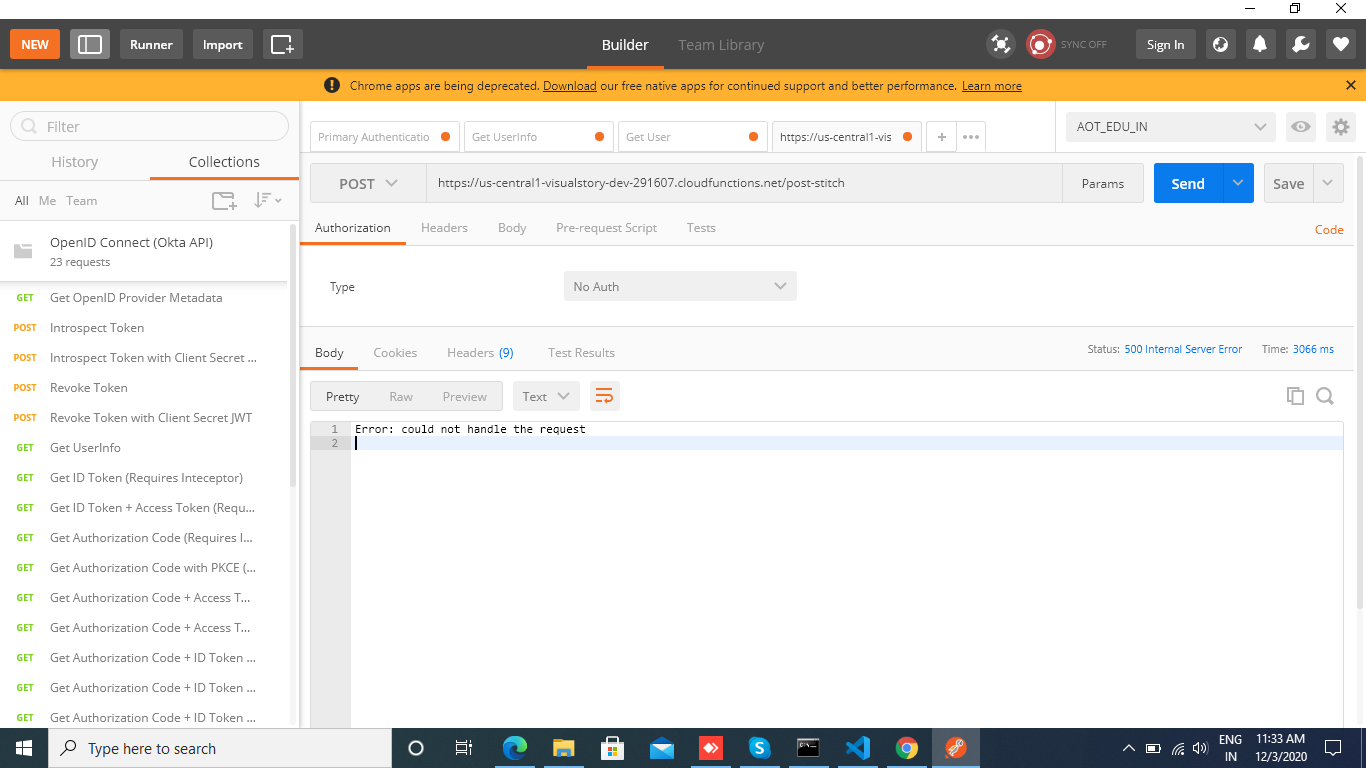 NEW
Runner
Import
Builder
Team Library
SYNC OFF
Sign In
Chrome apps are being deprecated. Download our free native apps for continued support and better performance. Learn more
Filter
History
Collections
All Me Team
OpenID Connect (Okta API)
23 requests
GET Get OpenID Provider Metadata
POST Introspect Token
POST Introspect Token with Client Secret ...
POST Revoke Token
POST Revoke Token with Client Secret JWT
GET Get UserInfo
GET Get ID Token (Requires Inteceptor)
GET Get ID Token + Access Token (Requ...
GET Get Authorization Code (Requires I...
GET Get Authorization Code with PKCE (...
GET Get Authorization Code + Access T...
GET Get Authorization Code + Access T...
GET Get Authorization Code + ID Token ...
GET Get Authorization Code + ID Token ...
GET Get Authorization Code + ID Token ...
Primary Authenticatio
Get UserInfo
Get User
https://us-central1-vis
AOT_EDU_IN
POST
https://us-central1-visualstory-dev-291607.cloudfunctions.net/post-stitch
Params
Send
Save
Authorization
Headers
Body
Pre-request Script
Tests
Code
Type
No Auth
Body
Cookies
Headers (9)
Test Results
Status: 500 Internal Server Error
Time: 3066 ms
Pretty
Raw
Preview
Text
1 Error: could not handle the request
2
Type here to search
ENG
IN
11:33 AM
12/3/2020